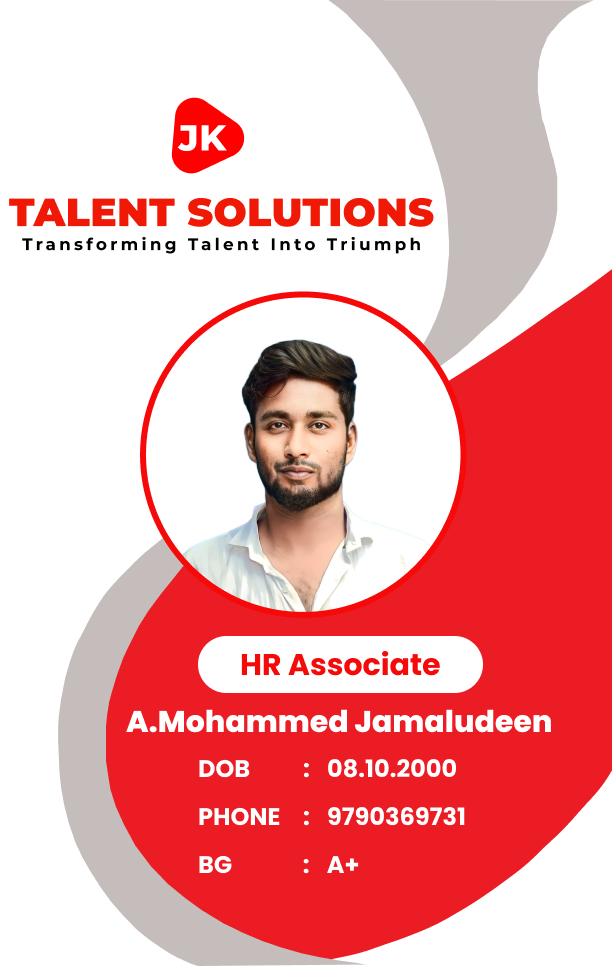 JK
TALENT SOLUTIONS
Transforming Talent Into Triumph
HR Associate
A.Mohammed Jamaludeen
DOB : 08.10.2000
PHONE : 9790369731
BG : A+